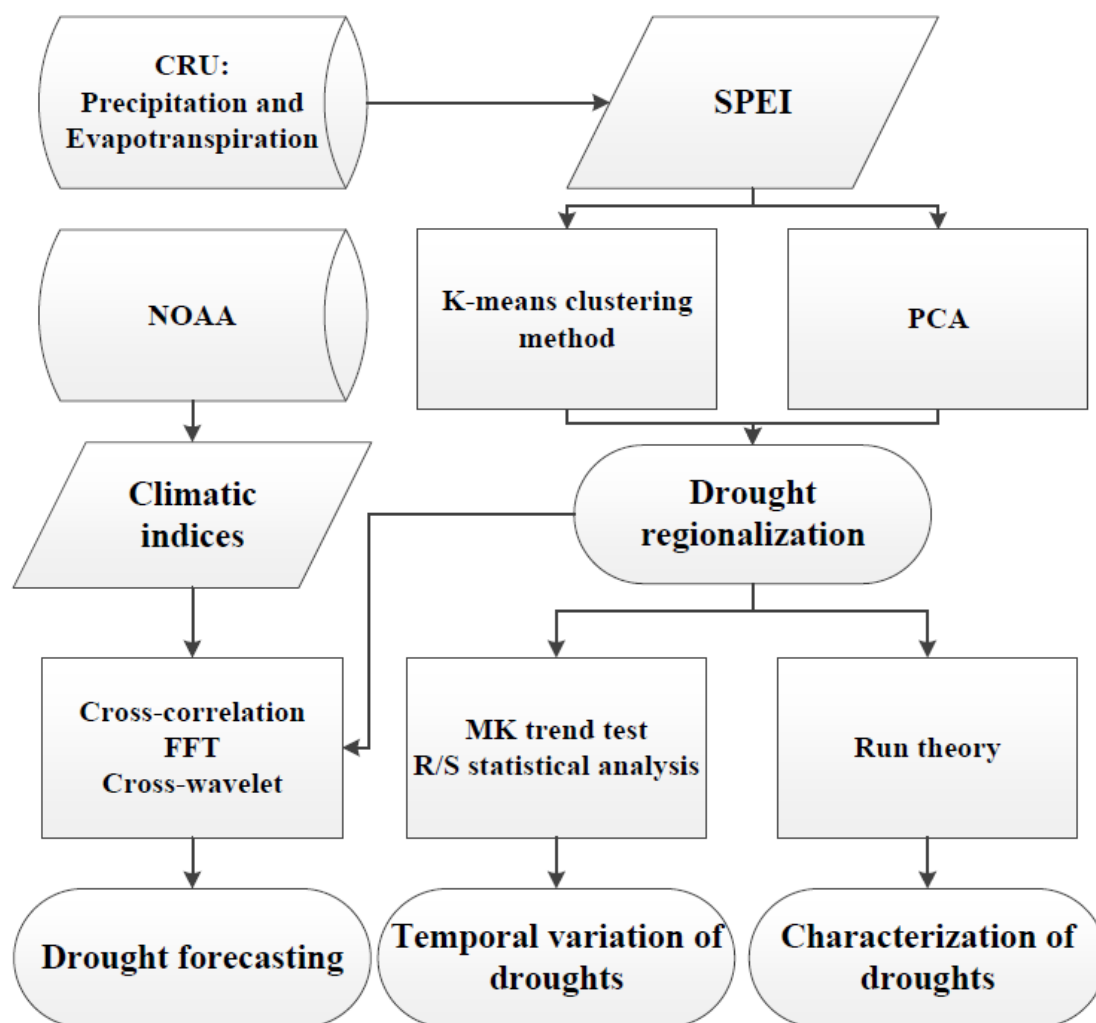 CRU:
Precipitation and
Evapotranspiration
SPEI
NOAA
K-means clustering
method
PCA
Climatic
indices
Drought
regionalization
Cross-correlation
FFT
Cross-wavelet
MK trend test
R/S statistical analysis
Run theory
Drought forecasting
Temporal variation of
droughts
Characterization of
droughts